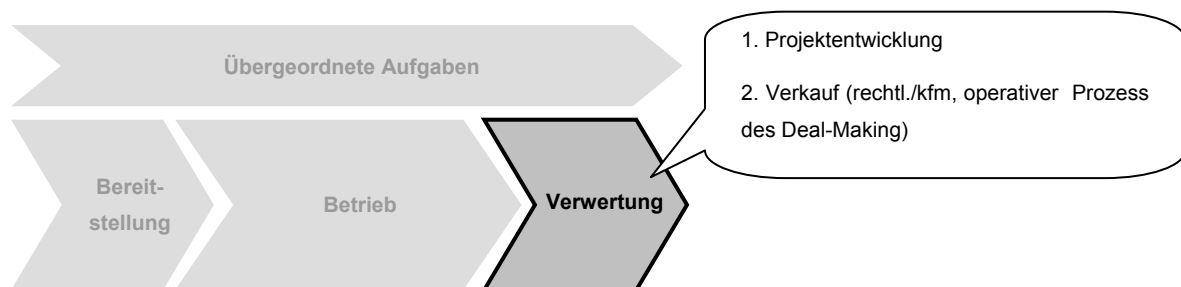 Übergeordnete Aufgaben
1. Projektentwicklung
2. Verkauf (rechtl./kfm, operativer Prozess
des Deal-Making)
Bereit-
stellung
Betrieb
Verwertung